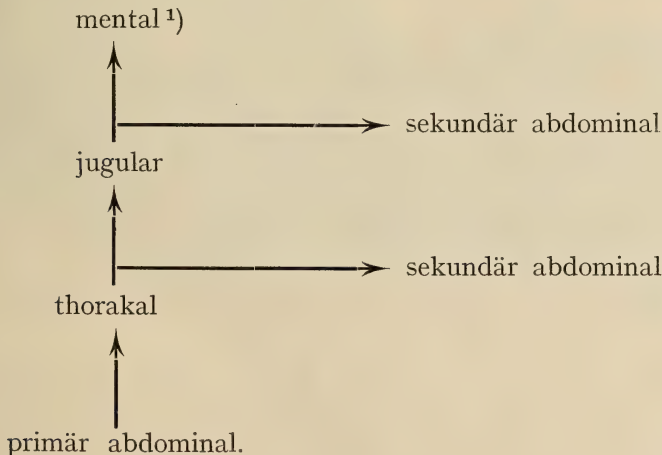 mental ¹)
sekundär abdominal
jugular
sekundär abdominal
thorakal
primär abdominal.